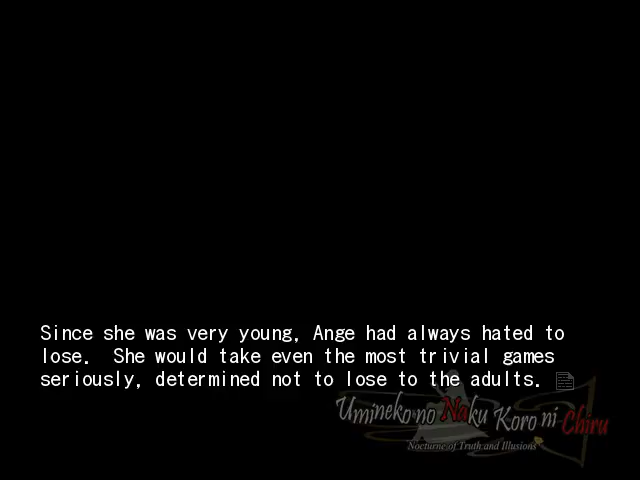 Since she was very young, Ange had always hated to
lose.  She would take even the most trivial games
seriously, determined not to lose to the adults.
Umineko no Naku Koro ni Chiru
Nocturne of Truth and Illusions